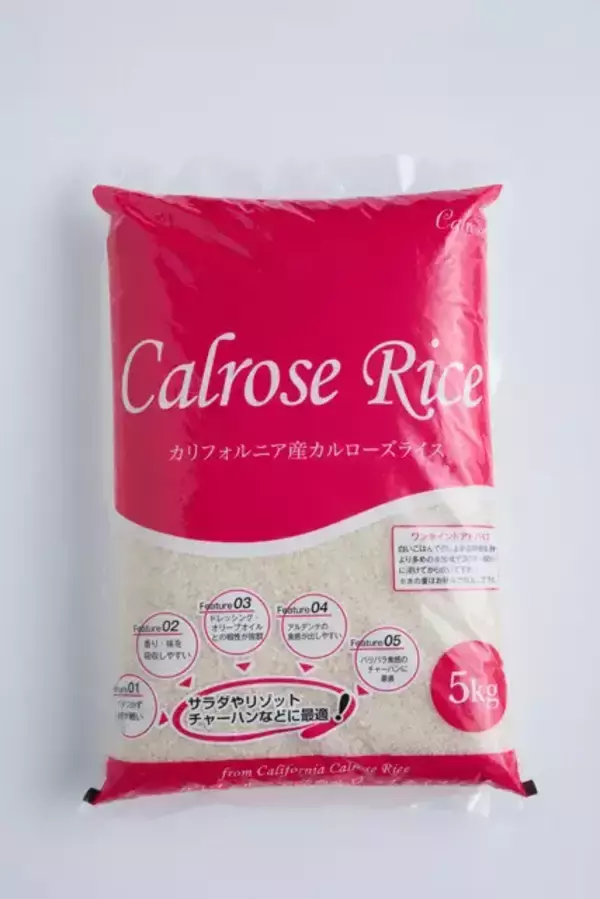 Calrose Rice
カリフォルニア産カルローズライス
ワンポイントアドバイス
Feature 03
ドレッシング・
オリーブオイル
との相性が抜群
Feature 04
アルデンテの
食感が出しやすい
Feature 02
香り・味を
吸収しやすい
Feature 05
パラパラ食感の
チャーハンに
最適
01
サラダやリゾット
チャーハンなどに最適!
5kg
from California Calrose Rice